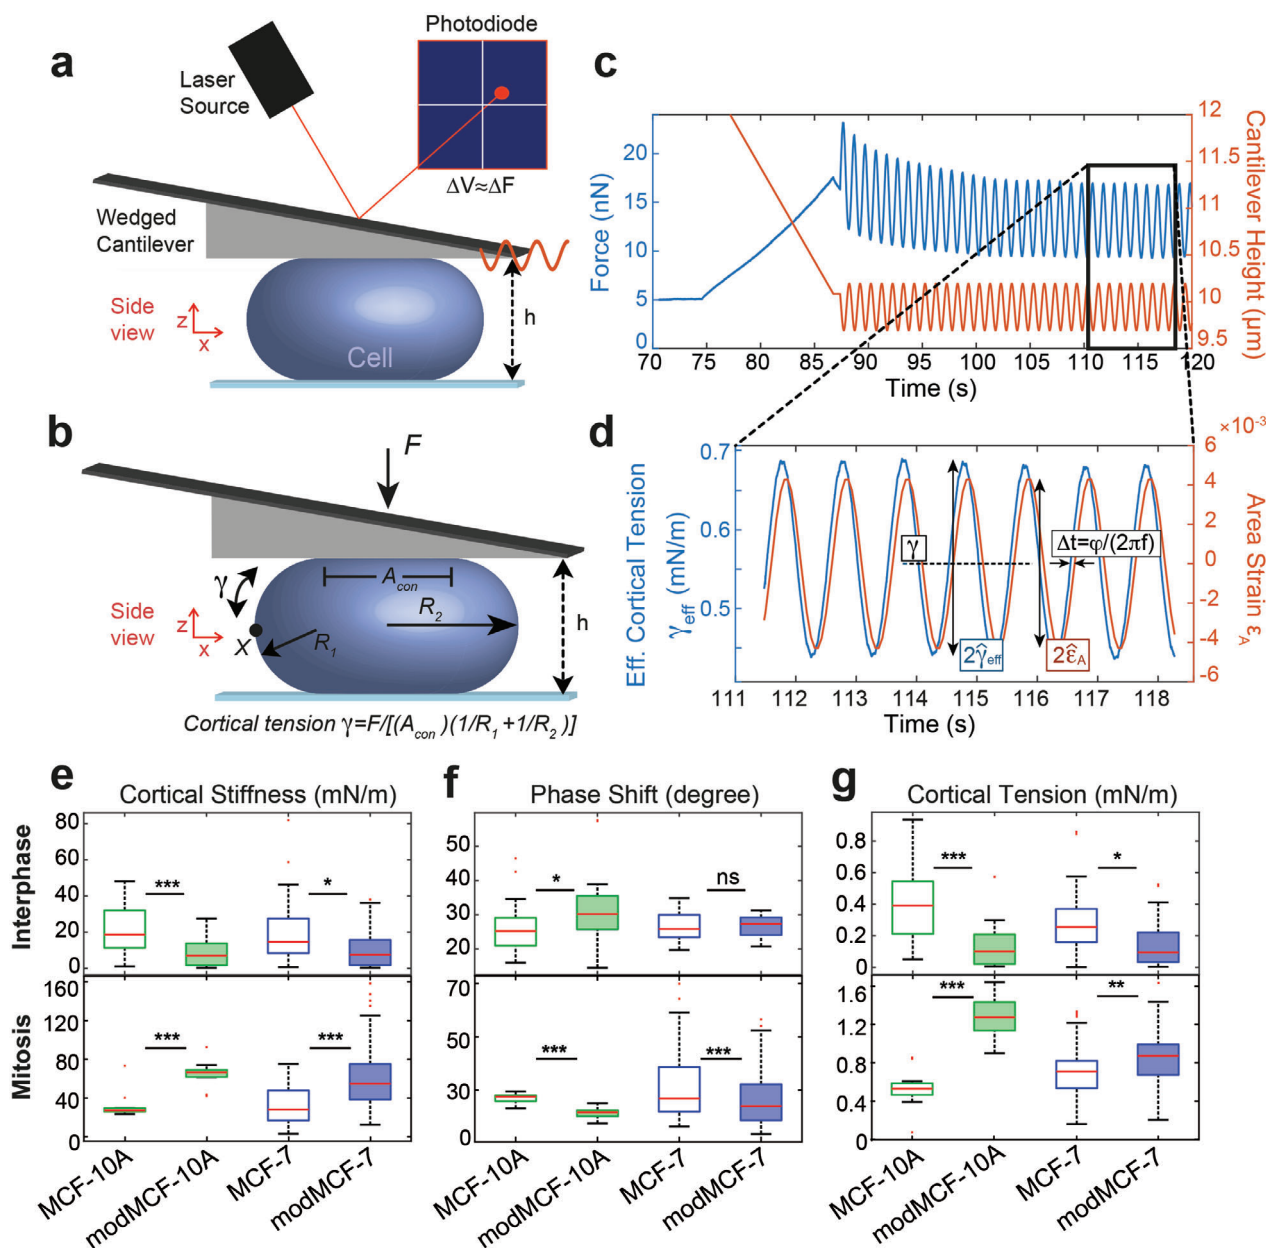 a
Laser
Source
Photodiode
ΔV≈ΔF
Wedged
Cantilever
Side
view
z
x
Cell
h
b
F
γ
A_con
R_2
Side
view
z
x
X
R_1
h
Cortical tension γ=F/[(A_con)(1/R_1+1/R_2)]
c
Force (nN)
20
15
10
5
0
70 75 80 85 90 95 100 105 110 115 120
Time (s)
12
11.5
11
10.5
10
9.5
Cantilever Height (μm)
d
Eff. Cortical Tension
γ_eff (mN/m)
0.7
0.6
0.5
×10⁻³
6
4
2
0
-2
-4
-6
Area Strain ε_A
γ
Δt=φ/(2πf)
2γ̂_eff
2ε̂_A
111 112 113 114 115 116 117 118
Time (s)
e
Cortical Stiffness (mN/m)
Interphase
80
60
40
20
0
***
*
Mitosis
160
120
80
40
0
***
***
MCF-10A
modMCF-10A
MCF-7
modMCF-7
f
Phase Shift (degree)
50
40
30
20
*
ns
70
50
30
10
***
***
MCF-10A
modMCF-10A
MCF-7
modMCF-7
g
Cortical Tension (mN/m)
0.8
0.6
0.4
0.2
0
***
*
1.6
1.2
0.8
0.4
0
***
**
MCF-10A
modMCF-10A
MCF-7
modMCF-7